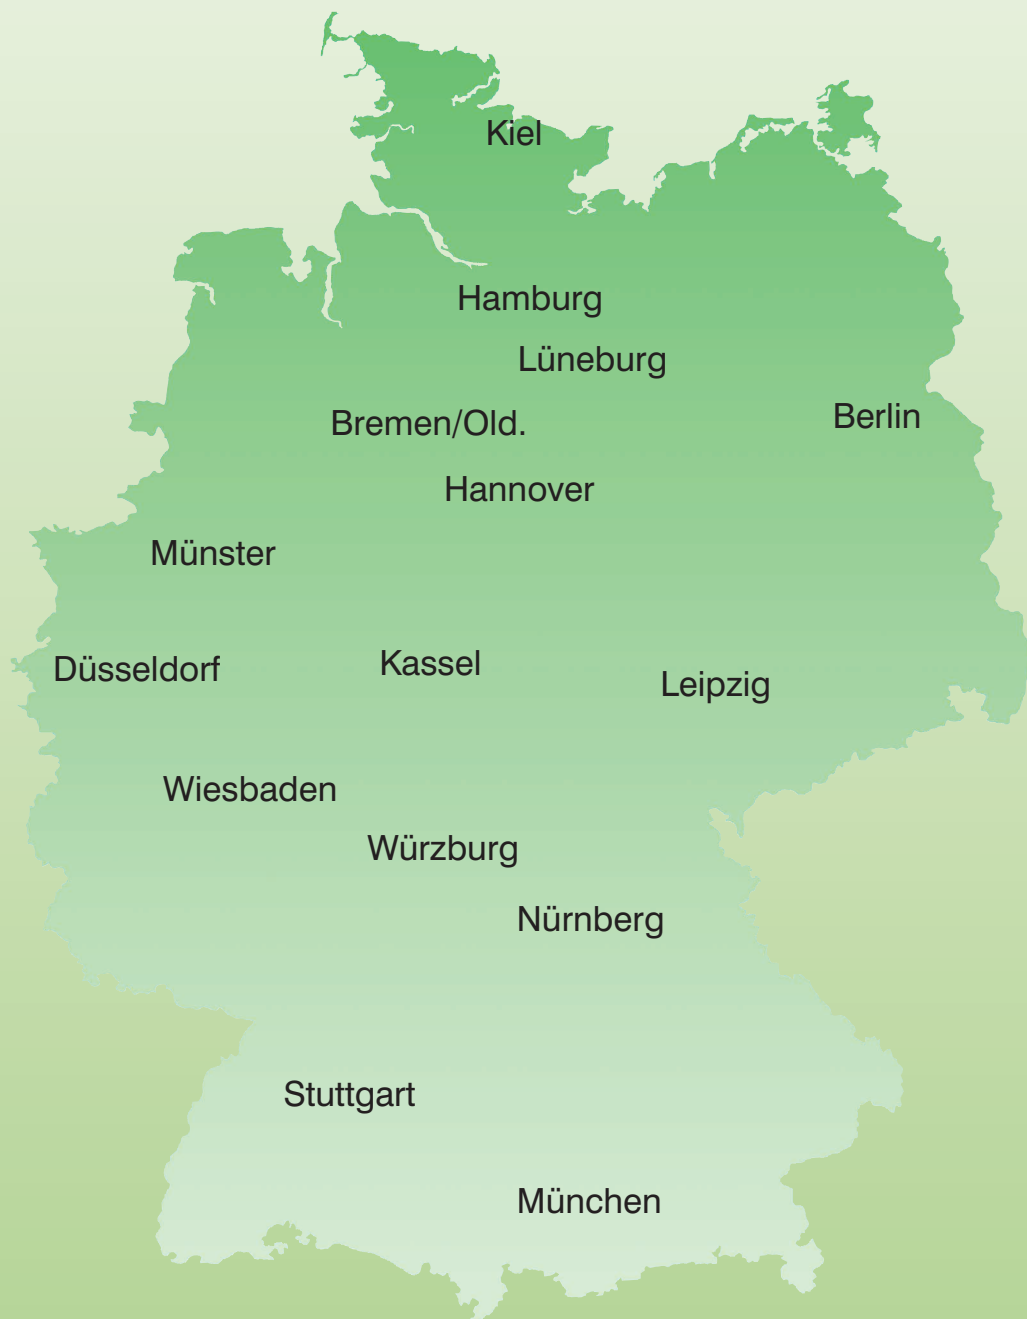 Kiel
Hamburg
Lüneburg
Berlin
Bremen/Old.
Hannover
Münster
Kassel
Düsseldorf
Leipzig
Wiesbaden
Würzburg
Nürnberg
Stuttgart
München